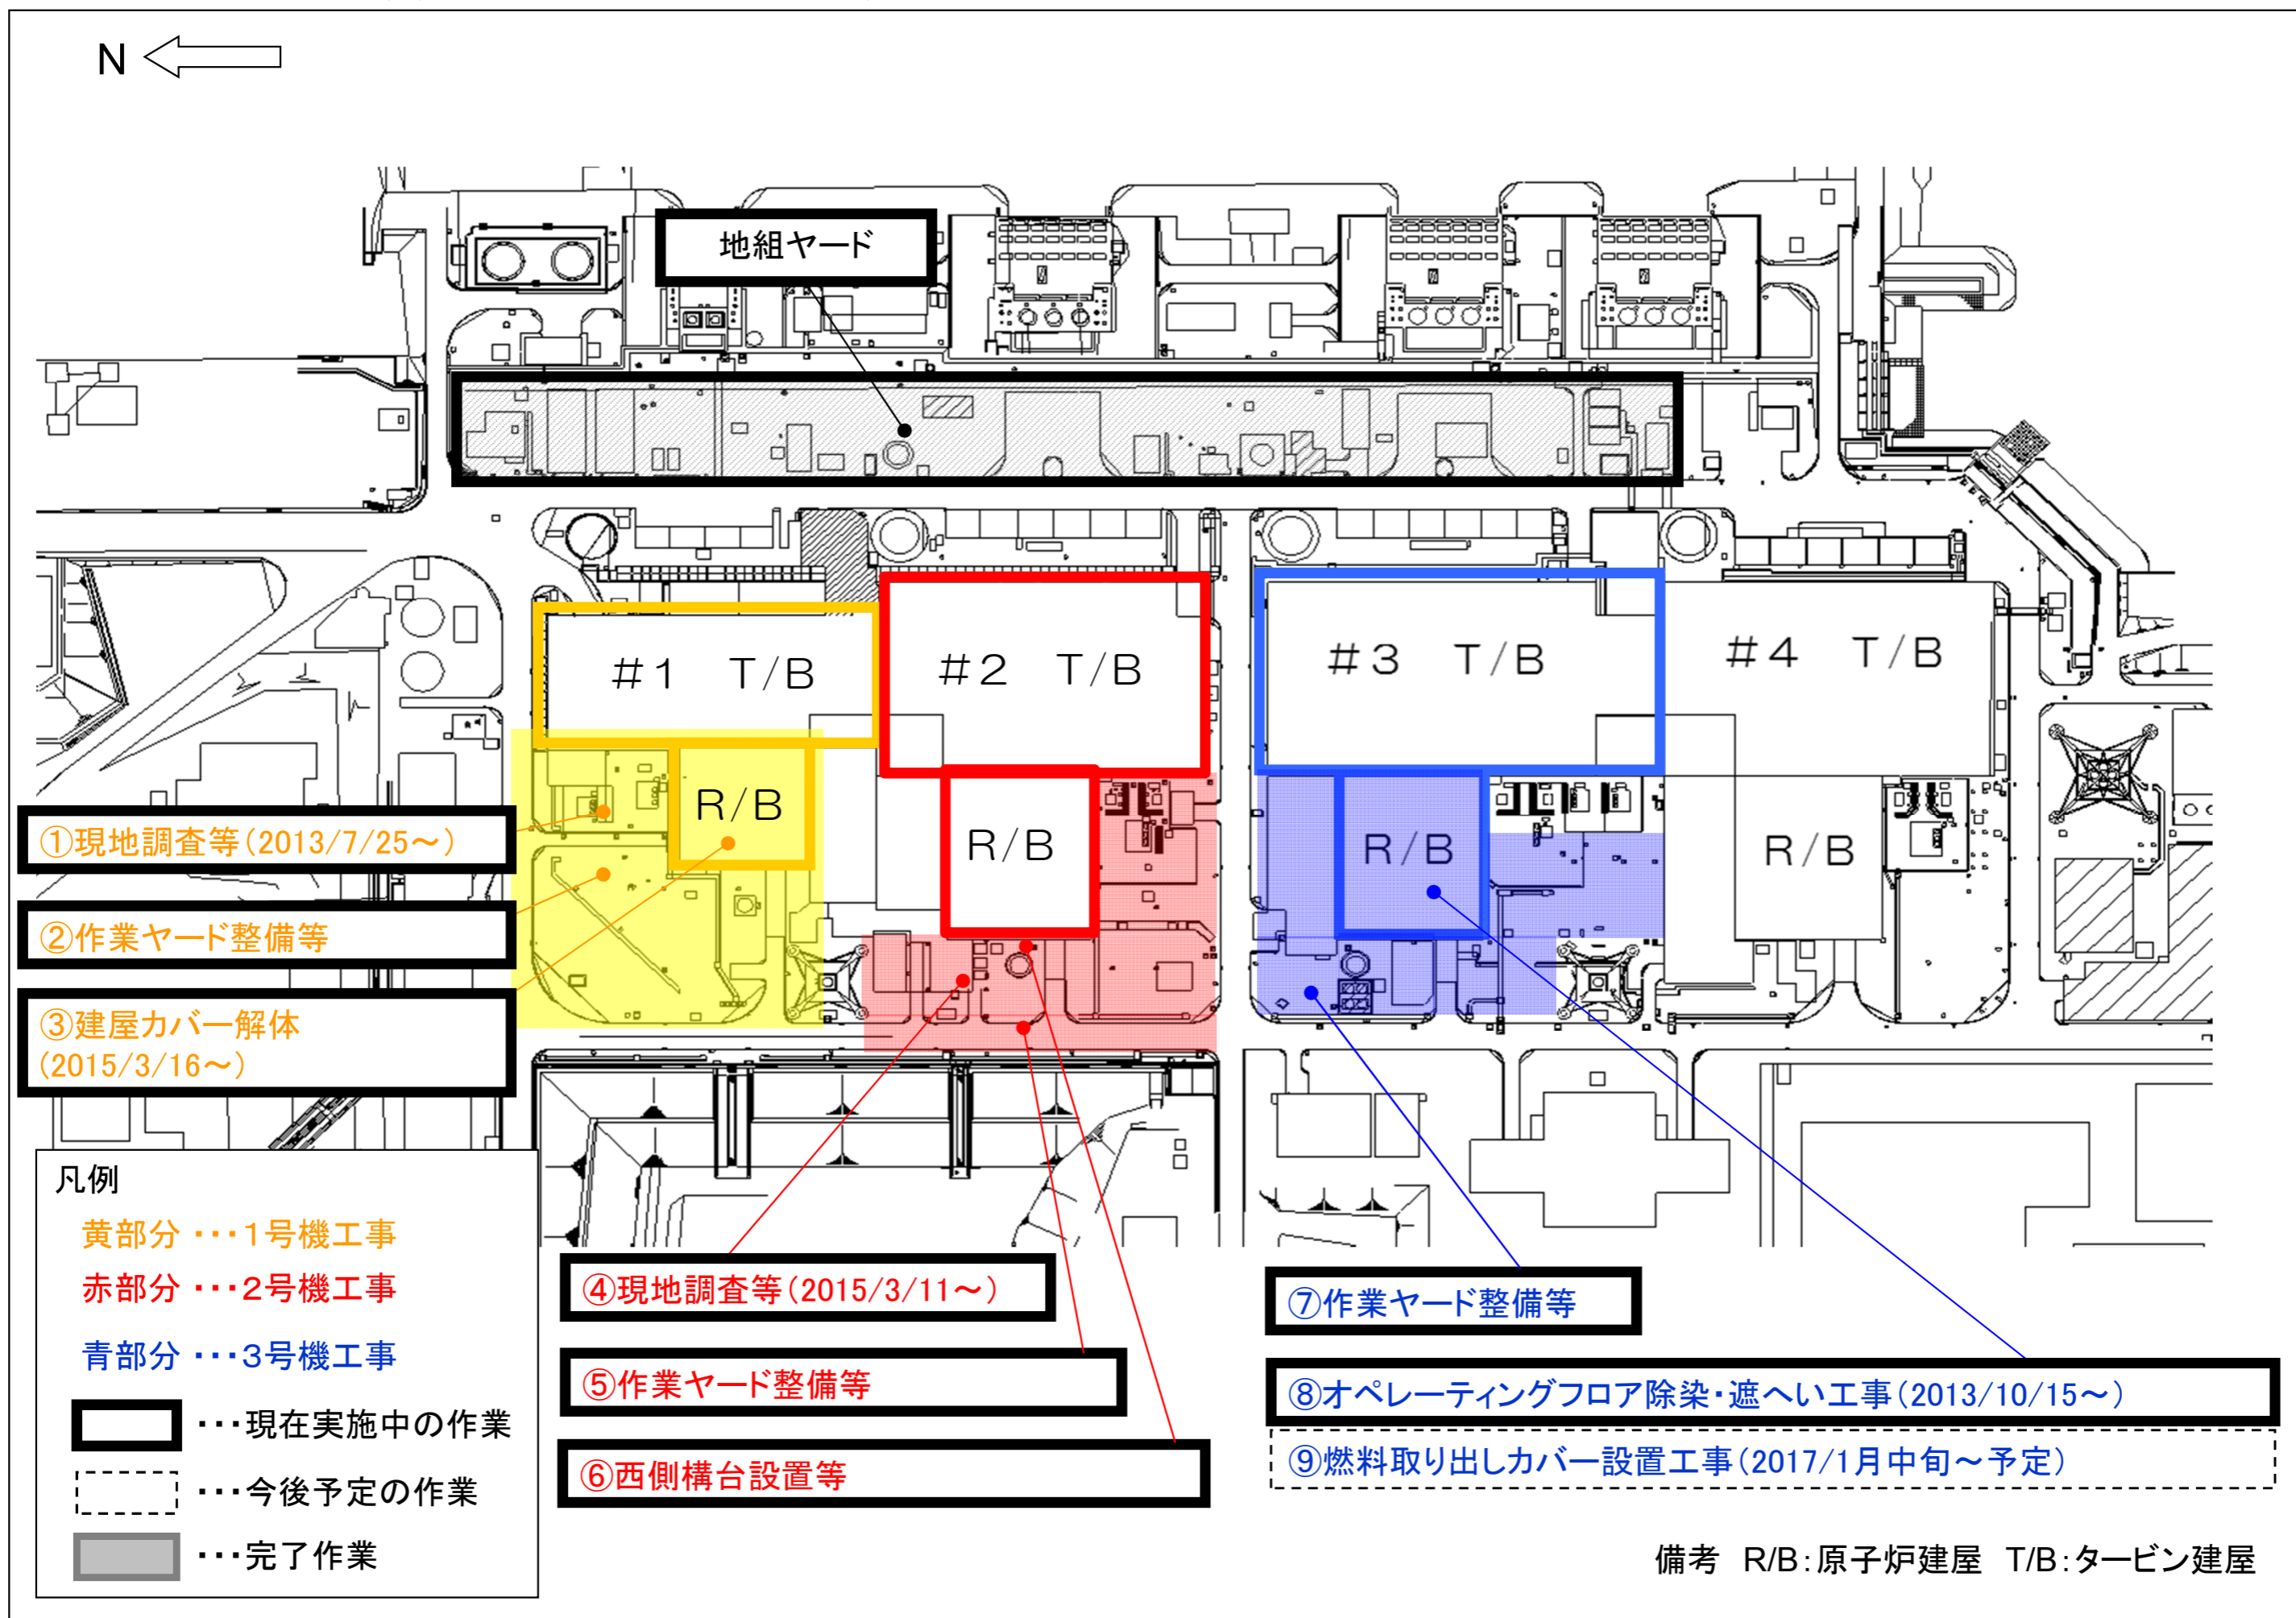 N
地組ヤード
#1 T/B
#2 T/B
#3 T/B
#4 T/B
R/B
R/B
R/B
R/B
①現地調査等(2013/7/25～)
②作業ヤード整備等
③建屋カバー解体
(2015/3/16～)
④現地調査等(2015/3/11～)
⑤作業ヤード整備等
⑥西側構台設置等
⑦作業ヤード整備等
⑧オペレーティングフロア除染・遮へい工事(2013/10/15～)
⑨燃料取り出しカバー設置工事(2017/1月中旬～予定)
凡例
黄部分 ・・・1号機工事
赤部分 ・・・2号機工事
青部分 ・・・3号機工事
・・・現在実施中の作業
・・・今後予定の作業
・・・完了作業
備考 R/B:原子炉建屋 T/B:タービン建屋